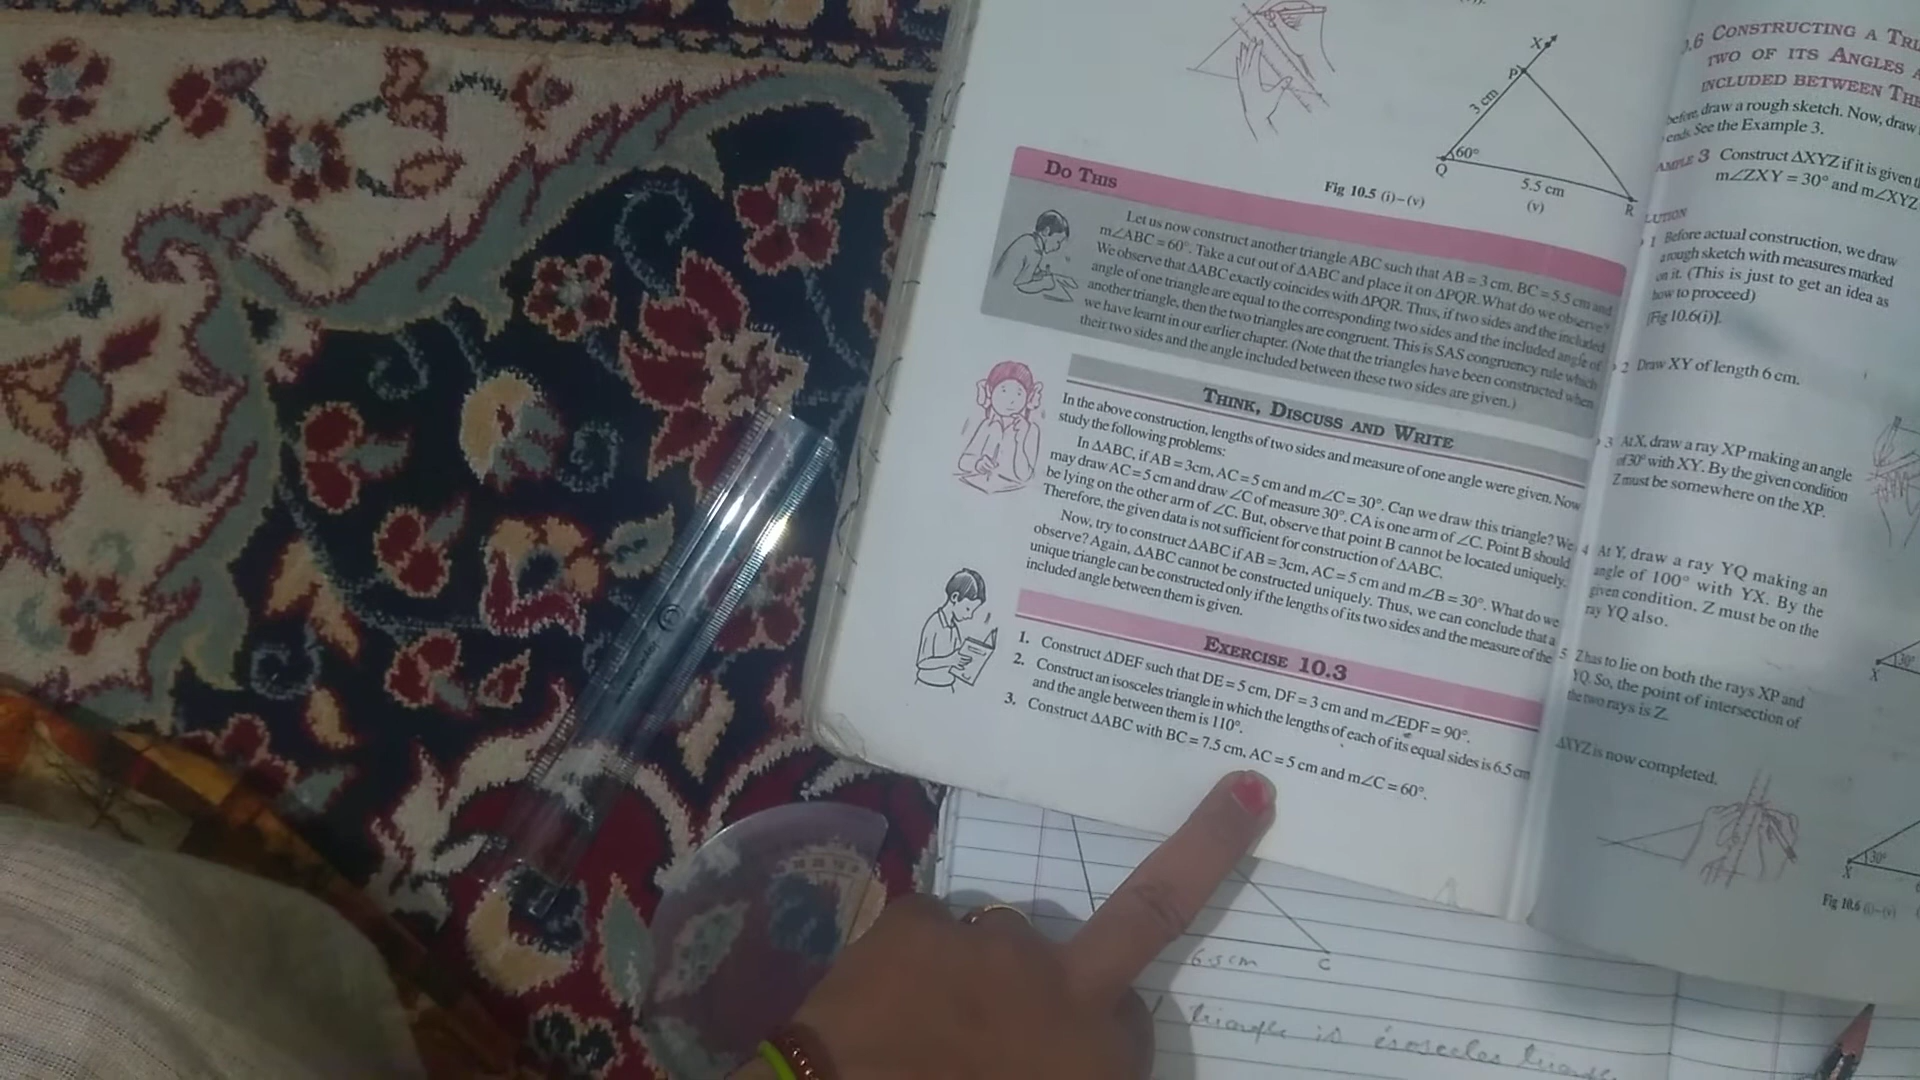 X
P
3 cm
60°
Q
5.5 cm
R
Fig 10.5 (i)–(v)
(v)
DO THIS
Let us now construct another triangle ABC such that AB = 3 cm, BC = 5.5 cm and
m∠ABC = 60°. Take a cut out of ΔABC and place it on ΔPQR. What do we observe?
We observe that ΔABC exactly coincides with ΔPQR. Thus, if two sides and the included
angle of one triangle are equal to the corresponding two sides and the included angle of
another triangle, then the two triangles are congruent. This is SAS congruency rule which
we have learnt in our earlier chapter. (Note that the triangles have been constructed when
their two sides and the angle included between these two sides are given.)
THINK, DISCUSS AND WRITE
In the above construction, lengths of two sides and measure of one angle were given. Now
study the following problems:
In ΔABC, if AB = 3cm, AC = 5 cm and m∠C = 30°. Can we draw this triangle? We
may draw AC = 5 cm and draw ∠C of measure 30°. CA is one arm of ∠C. Point B should
be lying on the other arm of ∠C. But, observe that point B cannot be located uniquely.
Therefore, the given data is not sufficient for construction of ΔABC.
Now, try to construct ΔABC if AB = 3cm, AC = 5 cm and m∠B = 30°. What do we
observe? Again, ΔABC cannot be constructed uniquely. Thus, we can conclude that a
unique triangle can be constructed only if the lengths of its two sides and the measure of the
included angle between them is given.
EXERCISE 10.3
1. Construct ΔDEF such that DE = 5 cm, DF = 3 cm and m∠EDF = 90°.
2. Construct an isosceles triangle in which the lengths of each of its equal sides is 6.5 cm
and the angle between them is 110°.
3. Construct ΔABC with BC = 7.5 cm, AC = 5 cm and m∠C = 60°.
6.5cm
C
triangle is
.6 CONSTRUCTING A
TWO OF ITS ANGLES
INCLUDED BETWEEN
before, draw a rough sketch. Now, draw
ends. See the Example 3.
3 Construct ΔXYZ if it is given
m∠ZXY = 30° and m∠XYZ
1 Before actual construction, we draw
a rough sketch with measures marked
on it. (This is just to get an idea as
how to proceed)
[Fig 10.6(i)].
2 Draw XY of length 6 cm.
3 At X, draw a ray XP making an angle
of 30° with XY. By the given condition
Z must be somewhere on the XP.
4 At Y, draw a ray YQ making an
angle of 100° with YX. By the
given condition, Z must be on the
ray YQ also.
5 Z has to lie on both the rays XP and
YQ. So, the point of intersection of
the two rays is Z.
ΔXYZ is now completed.
30°
X
30°
X
Fig 10.6 (i)–(v)